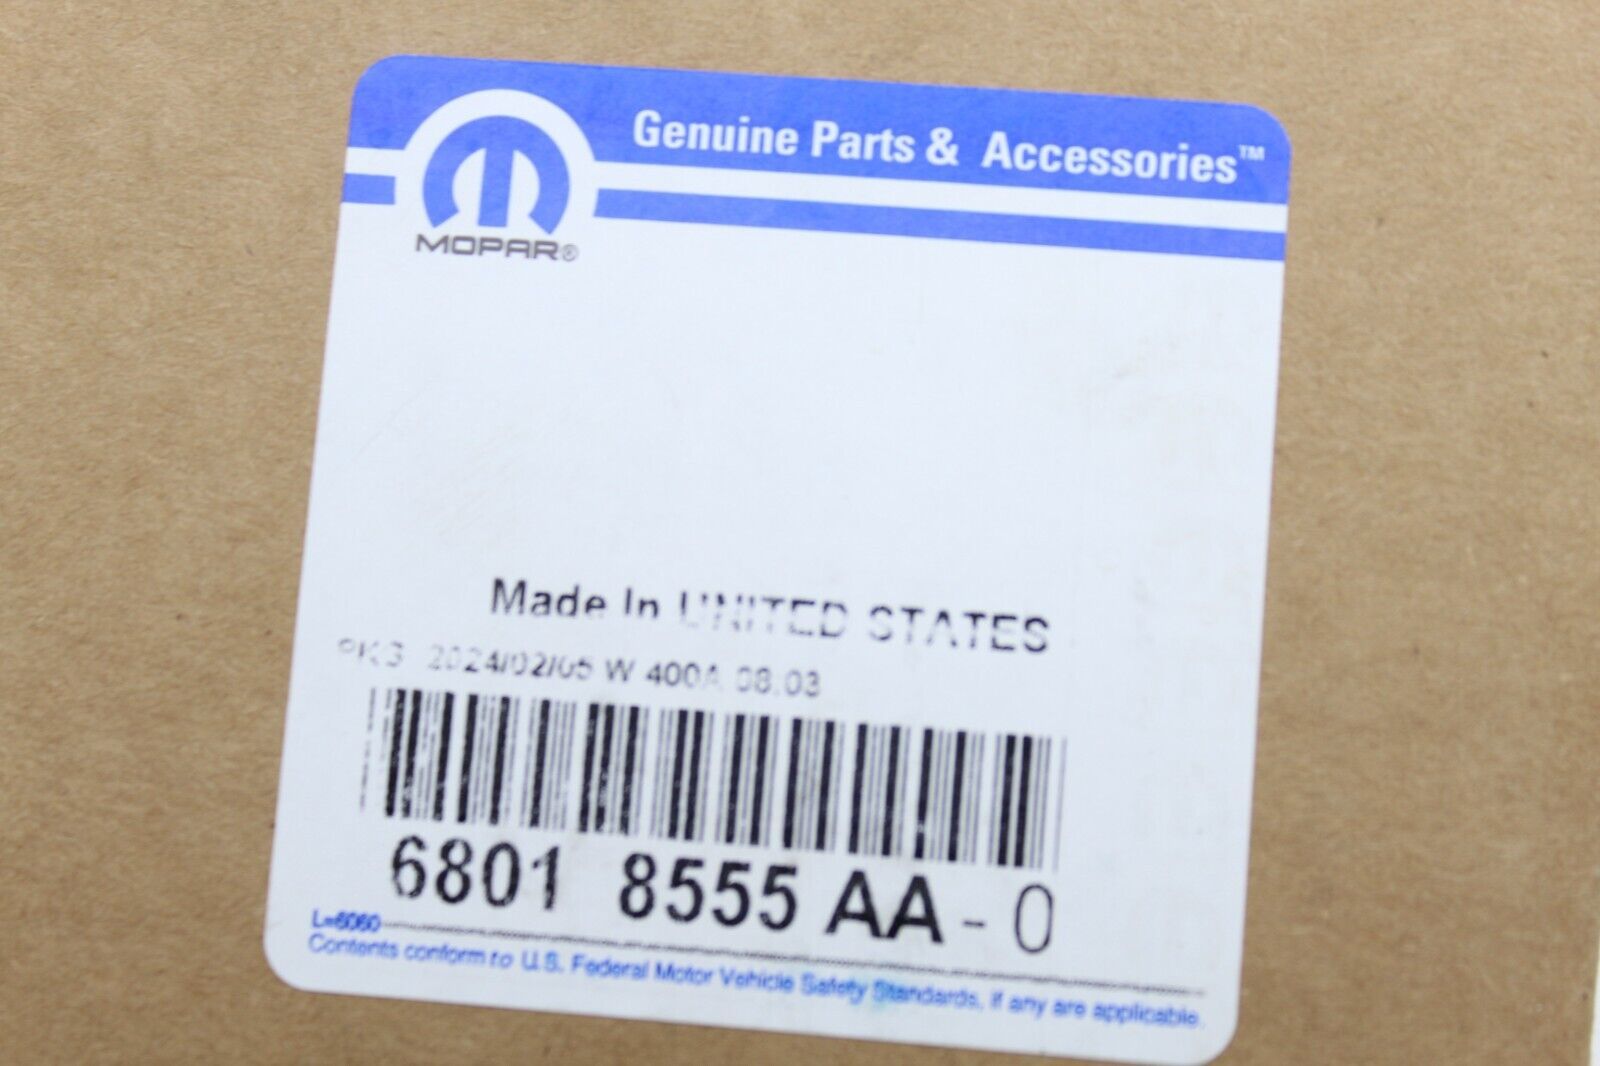 Genuine Parts & Accessories™
MOPAR®
Made In UNITED STATES
PKG 2024/02/05 W 400A 08:03
6801 8555 AA - 0
L=6060
Contents conform to U.S. Federal Motor Vehicle Safety Standards, if any are applicable.